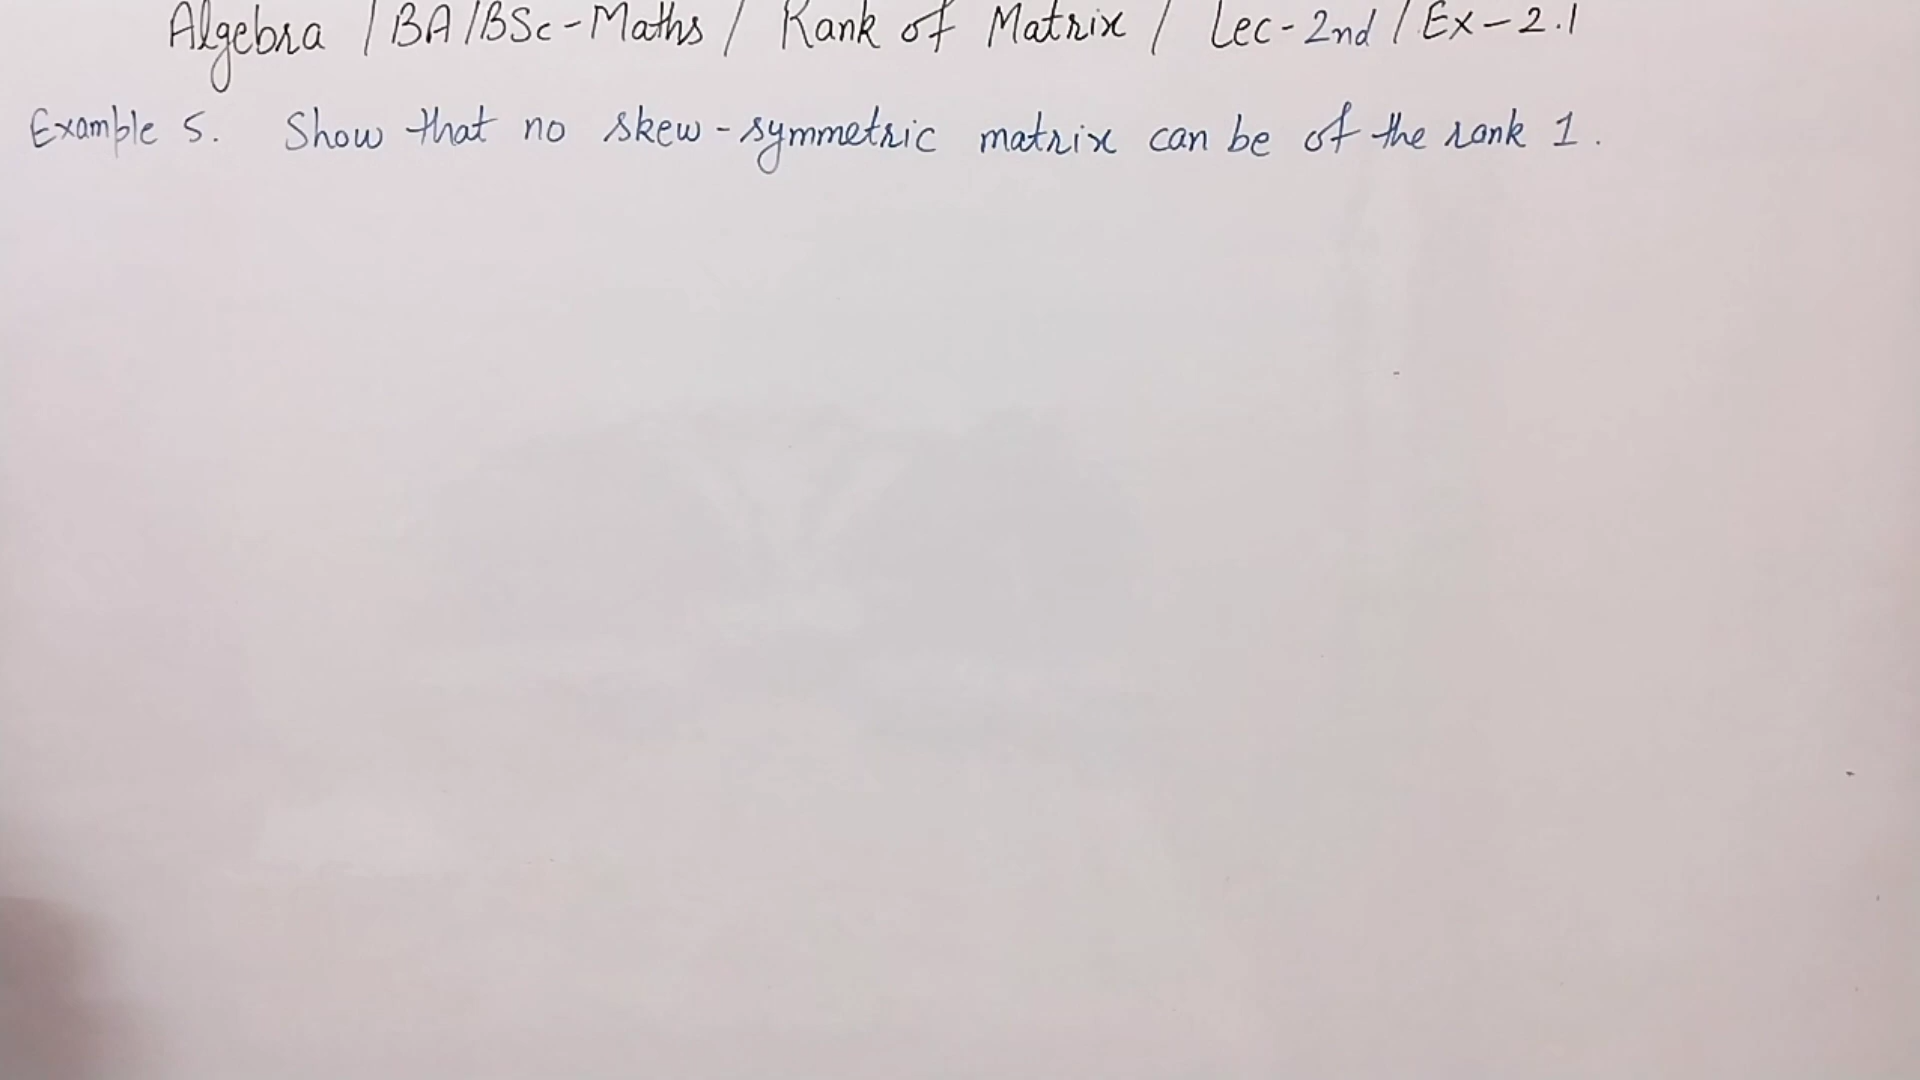 Algebra / BA/BSc-Maths / Rank of Matrix / Lec-2nd / Ex-2.1
Example 5. Show that no skew-symmetric matrix can be of the rank 1.